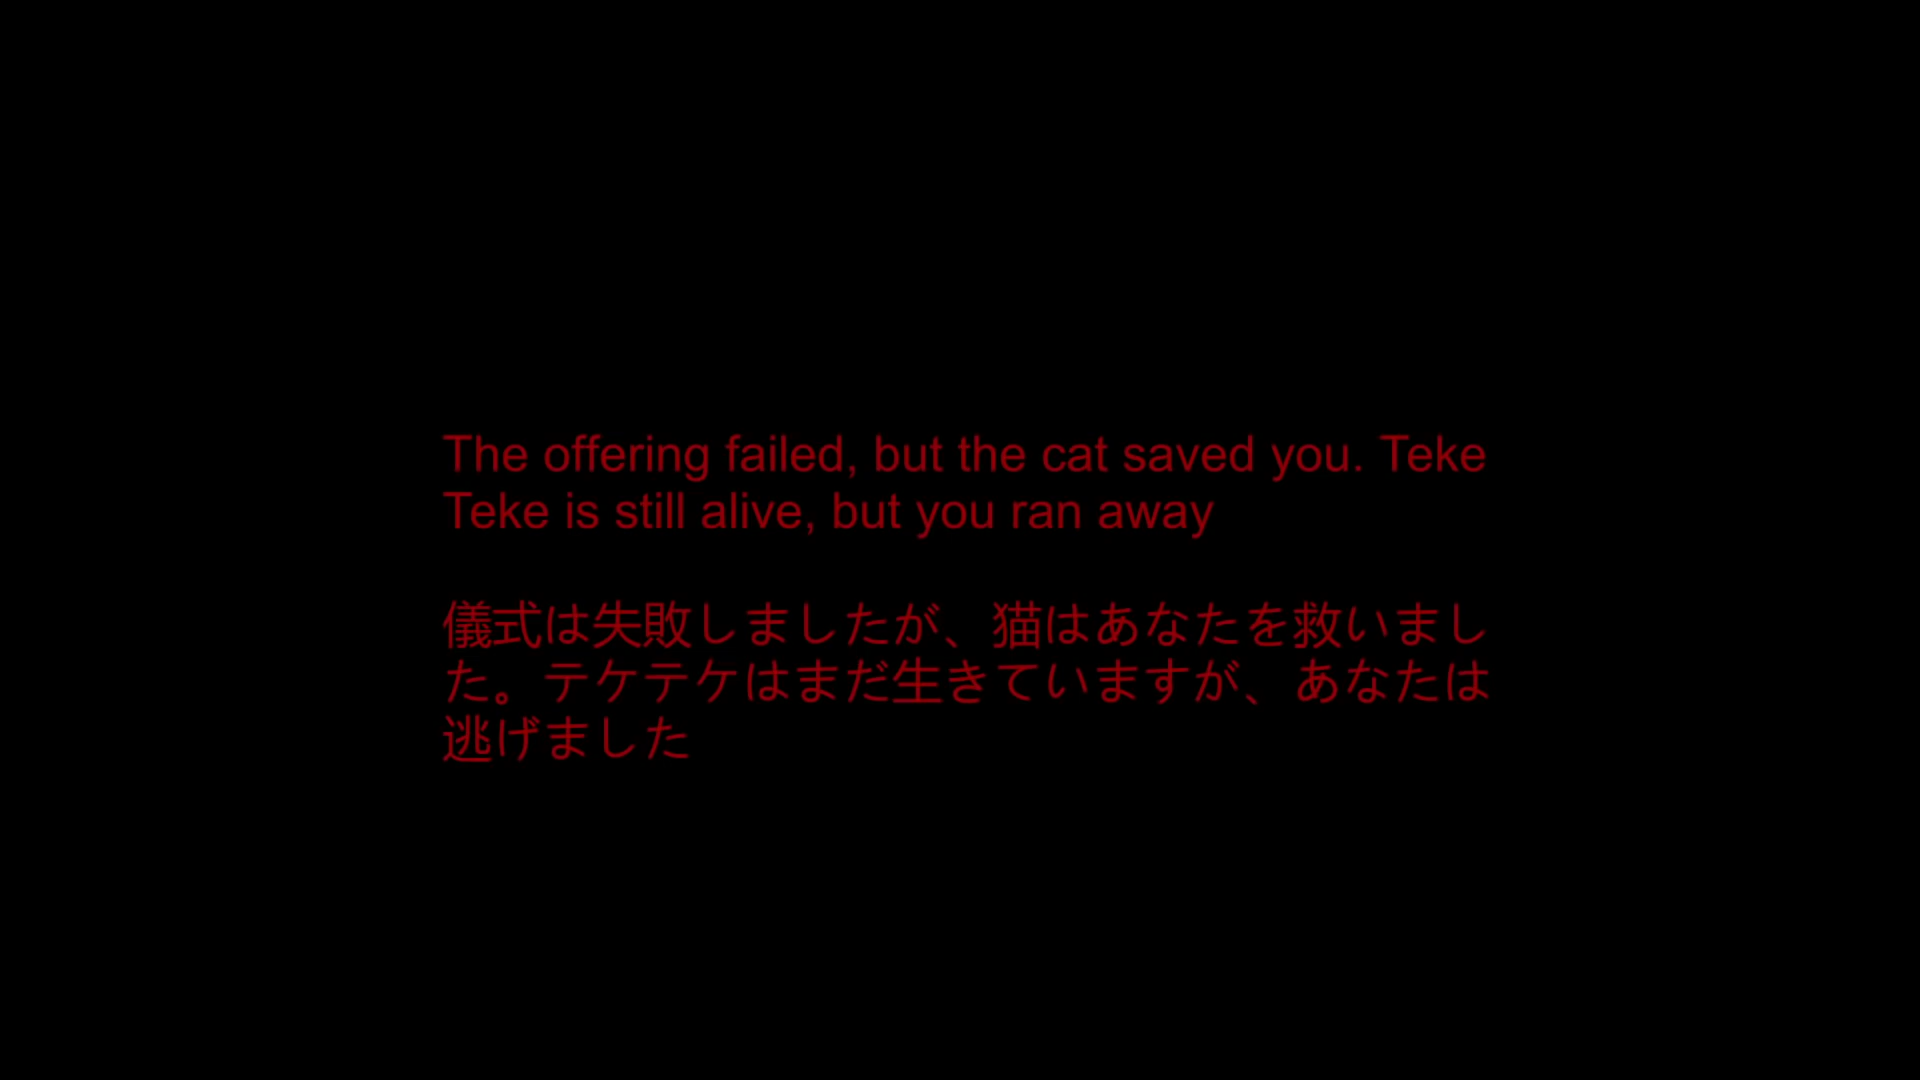 The offering failed, but the cat saved you. Teke
Teke is still alive, but you ran away
儀式は失敗しましたが、猫はあなたを救いまし
た。テケテケはまだ生きていますが、あなたは
逃げました